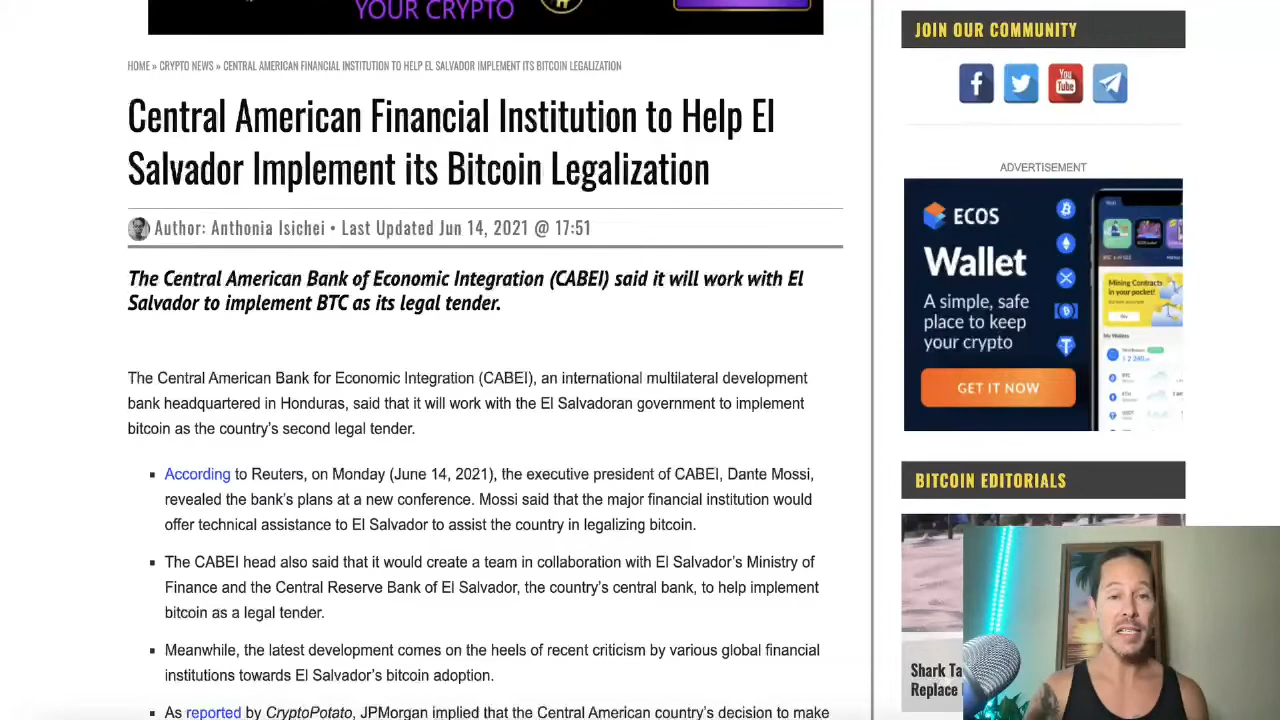 YOUR CRYPTO
JOIN OUR COMMUNITY
HOME » CRYPTO NEWS » CENTRAL AMERICAN FINANCIAL INSTITUTION TO HELP EL SALVADOR IMPLEMENT ITS BITCOIN LEGALIZATION
You
Tube
Central American Financial Institution to Help El
Salvador Implement its Bitcoin Legalization
Author: Anthonia Isichei • Last Updated Jun 14, 2021 @ 17:51
The Central American Bank of Economic Integration (CABEI) said it will work with El
Salvador to implement BTC as its legal tender.
The Central American Bank for Economic Integration (CABEI), an international multilateral development
bank headquartered in Honduras, said that it will work with the El Salvadoran government to implement
bitcoin as the country's second legal tender.
▪ According to Reuters, on Monday (June 14, 2021), the executive president of CABEI, Dante Mossi,
revealed the bank's plans at a new conference. Mossi said that the major financial institution would
offer technical assistance to El Salvador to assist the country in legalizing bitcoin.
▪ The CABEI head also said that it would create a team in collaboration with El Salvador's Ministry of
Finance and the Central Reserve Bank of El Salvador, the country's central bank, to help implement
bitcoin as a legal tender.
▪ Meanwhile, the latest development comes on the heels of recent criticism by various global financial
institutions towards El Salvador's bitcoin adoption.
▪ As reported by CryptoPotato, JPMorgan implied that the Central American country's decision to make
ADVERTISEMENT
ECOS
Wallet
A simple, safe
place to keep
your crypto
GET IT NOW
Mining Contracts
in your pocket!
BITCOIN EDITORIALS
Shark Ta
Replace